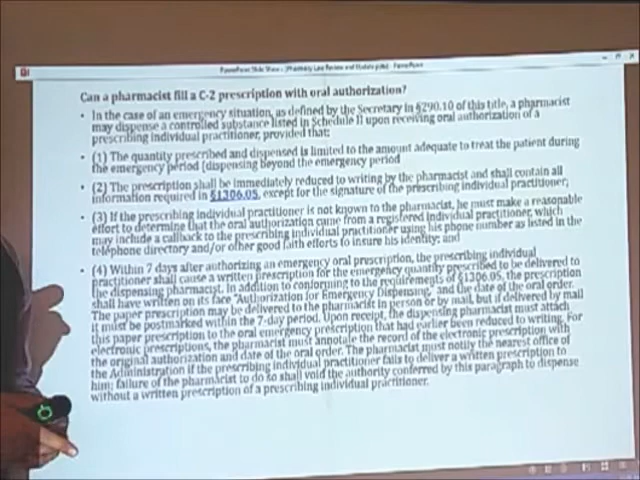 PowerPoint Slide Show - [Pharmacy Law Review and Update (pdf)] - PowerPoint
Can a pharmacist fill a C-2 prescription with oral authorization?
• In the case of an emergency situation, as defined by the Secretary in §290.10 of this title, a pharmacist
may dispense a controlled substance listed in Schedule II upon receiving oral authorization of a
prescribing individual practitioner, provided that:
• (1) The quantity prescribed and dispensed is limited to the amount adequate to treat the patient during
the emergency period (dispensing beyond the emergency period
• (2) The prescription shall be immediately reduced to writing by the pharmacist and shall contain all
information required in §1306.05, except for the signature of the prescribing individual practitioner;
• (3) If the prescribing individual practitioner is not known to the pharmacist, he must make a reasonable
effort to determine that the oral authorization came from a registered individual practitioner, which
may include a callback to the prescribing individual practitioner using his phone number as listed in the
telephone directory and/or other good faith efforts to insure his identity; and
• (4) Within 7 days after authorizing an emergency oral prescription, the prescribing individual
practitioner shall cause a written prescription for the emergency quantity prescribed to be delivered to
the dispensing pharmacist. In addition to conforming to the requirements of §1306.05, the prescription
shall have written on its face "Authorization for Emergency Dispensing," and the date of the oral order.
The paper prescription may be delivered to the pharmacist in person or by mail, but if delivered by mail
it must be postmarked within the 7-day period. Upon receipt, the dispensing pharmacist must attach
this paper prescription to the oral emergency prescription that had earlier been reduced to writing. For
electronic prescriptions, the pharmacist must annotate the record of the electronic prescription with
the original authorization and date of the oral order. The pharmacist must notify the nearest office of
the Administration if the prescribing individual practitioner fails to deliver a written prescription to
him; failure of the pharmacist to do so shall void the authority conferred by this paragraph to dispense
without a written prescription of a prescribing individual practitioner.